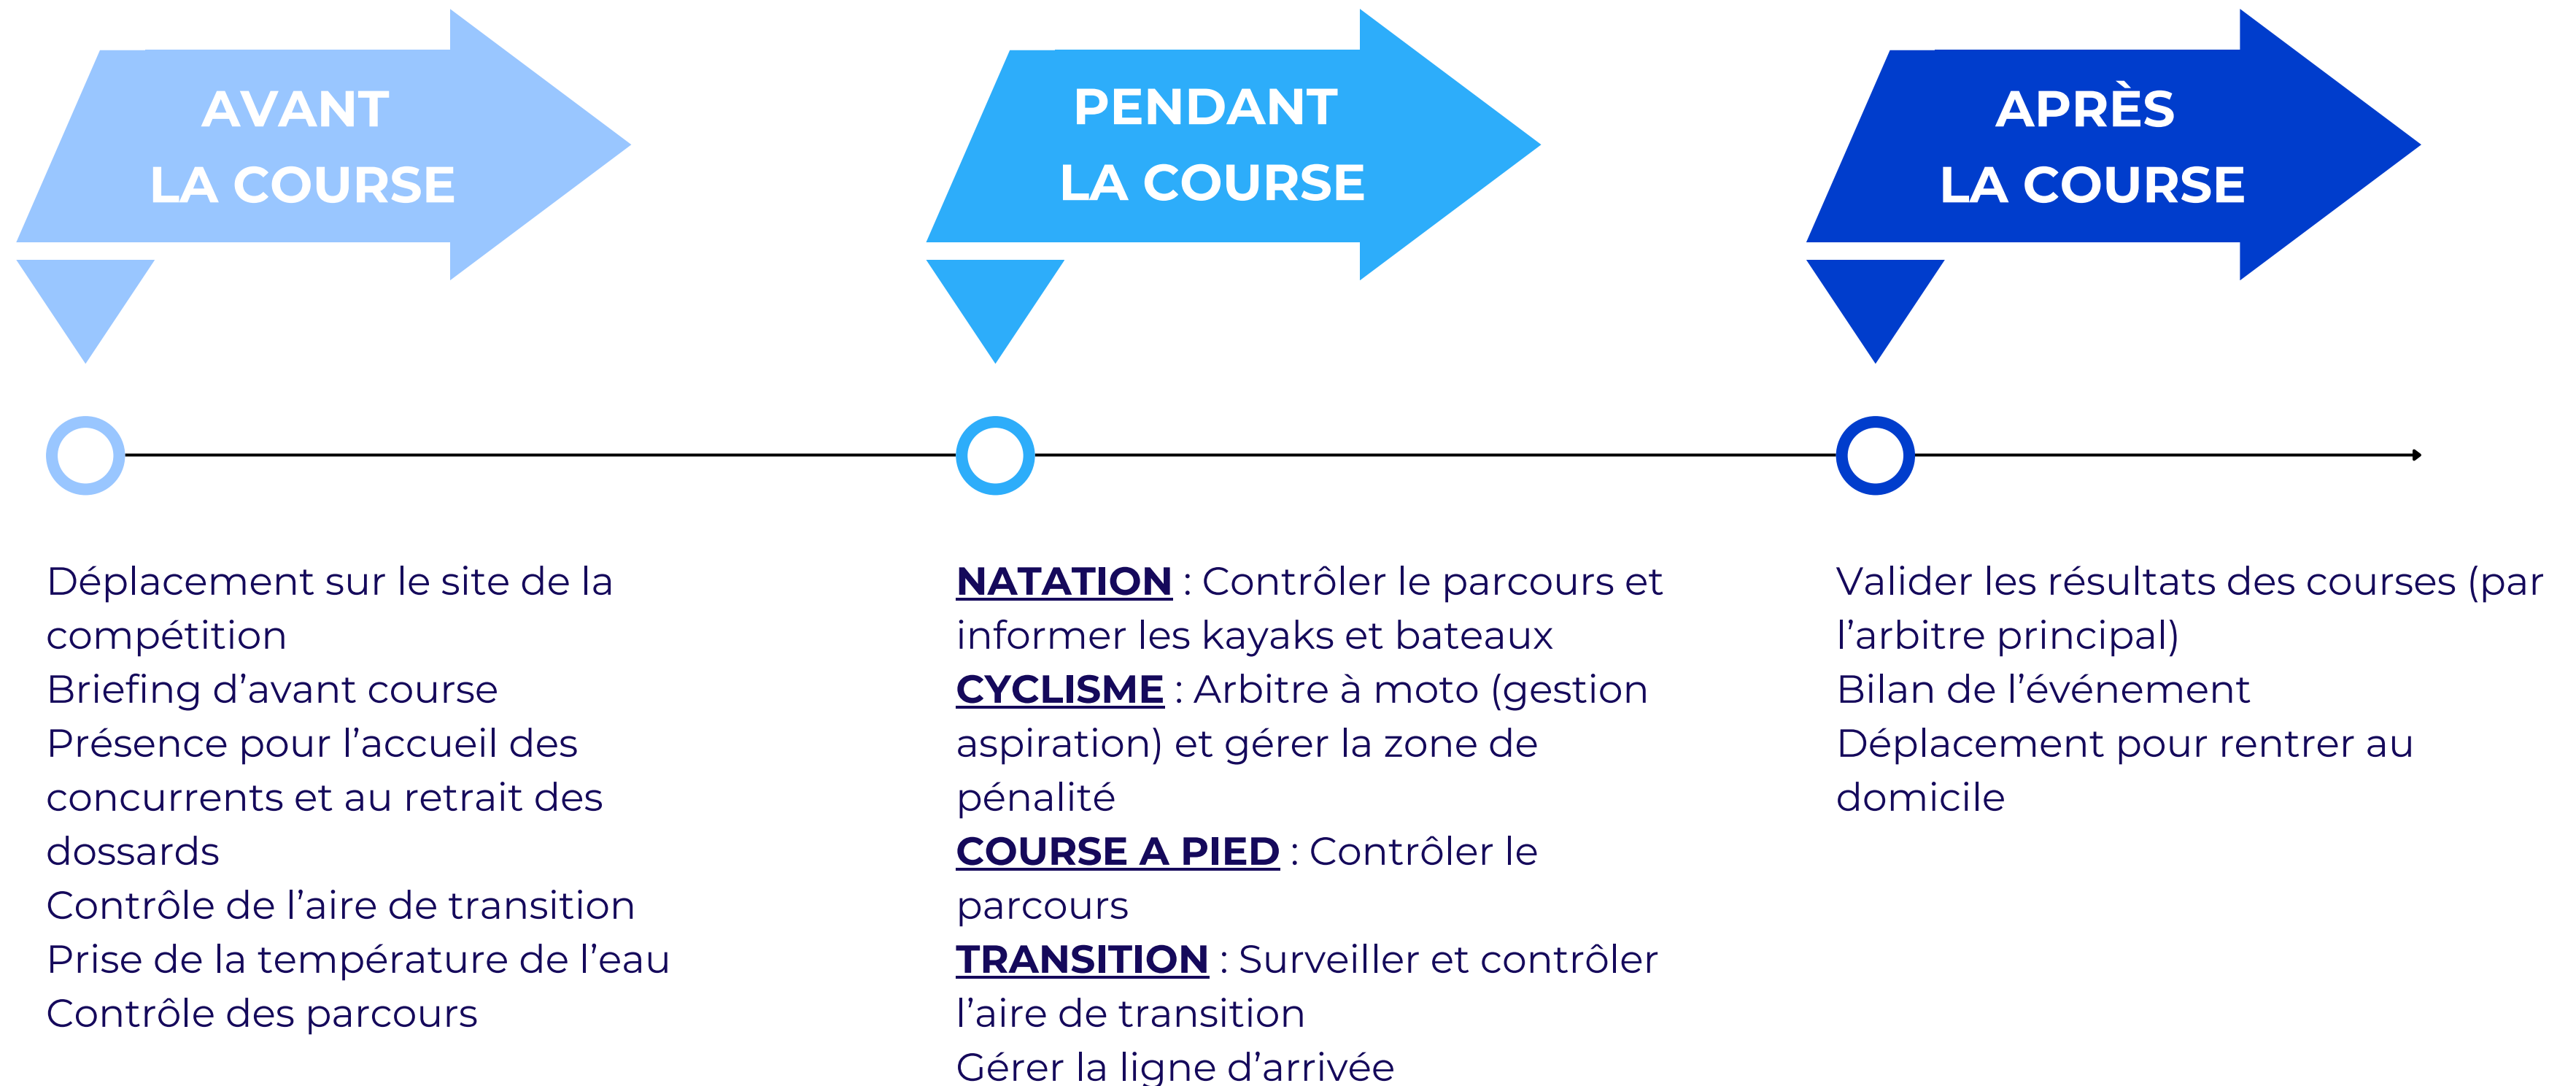 AVANT
LA COURSE
PENDANT
LA COURSE
APRÈS
LA COURSE
Déplacement sur le site de la
compétition
Briefing d’avant course
Présence pour l’accueil des
concurrents et au retrait des
dossards
Contrôle de l’aire de transition
Prise de la température de l’eau
Contrôle des parcours
NATATION : Contrôler le parcours et
informer les kayaks et bateaux
CYCLISME : Arbitre à moto (gestion
aspiration) et gérer la zone de
pénalité
COURSE A PIED : Contrôler le
parcours
TRANSITION : Surveiller et contrôler
l’aire de transition
Gérer la ligne d’arrivée
Valider les résultats des courses (par
l’arbitre principal)
Bilan de l’événement
Déplacement pour rentrer au
domicile